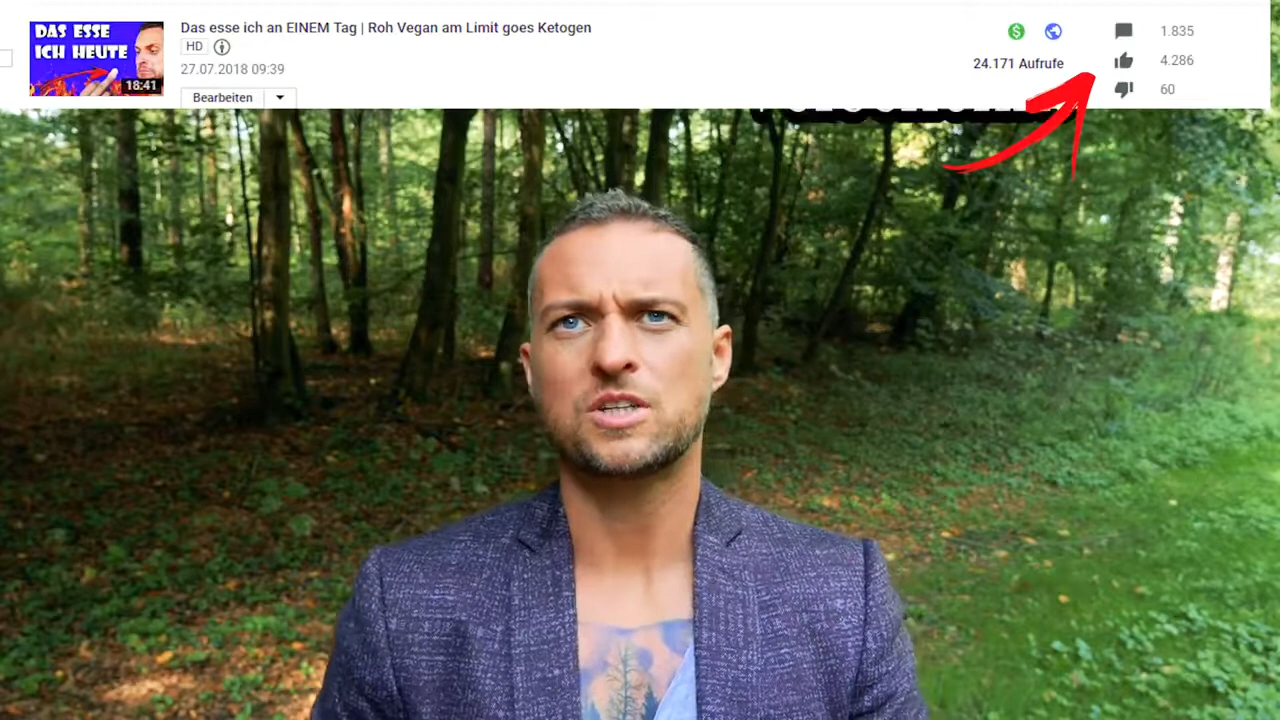 DAS ESSE
ICH HEUTE
18:41
Das esse ich an EINEM Tag | Roh Vegan am Limit goes Ketogen
HD
27.07.2018 09:39
Bearbeiten
24.171 Aufrufe
1.835
4.286
60